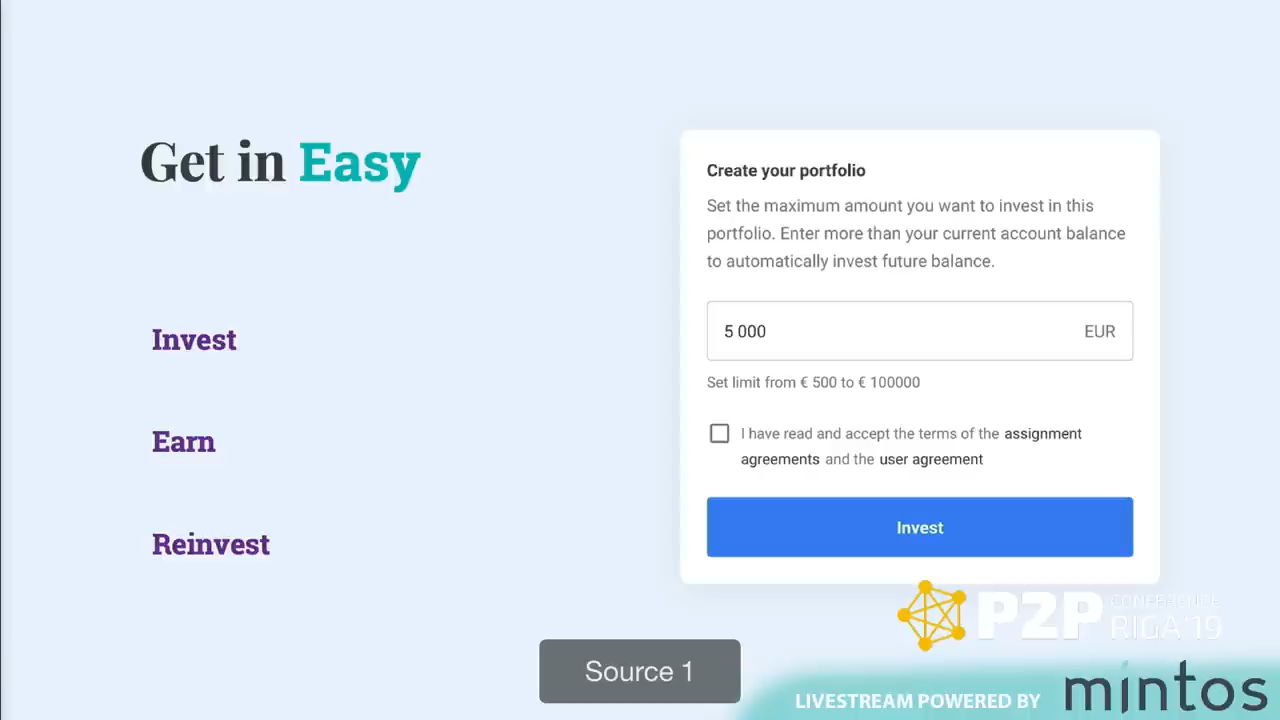 Get in Easy
Invest
Earn
Reinvest
Create your portfolio
Set the maximum amount you want to invest in this
portfolio. Enter more than your current account balance
to automatically invest future balance.
5 000 EUR
Set limit from € 500 to € 100000
I have read and accept the terms of the assignment
agreements and the user agreement
Invest
P2P CONFERENCE
RIGA'19
Source 1
LIVESTREAM POWERED BY mintos